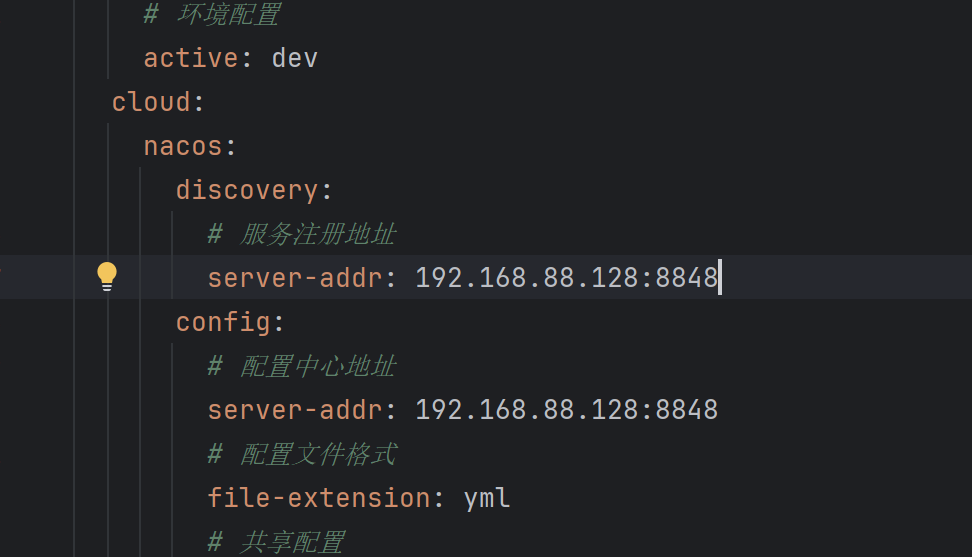 # 环境配置
active: dev
cloud:
nacos:
discovery:
# 服务注册地址
server-addr: 192.168.88.128:8848
config:
# 配置中心地址
server-addr: 192.168.88.128:8848
# 配置文件格式
file-extension: yml
# 共享配置